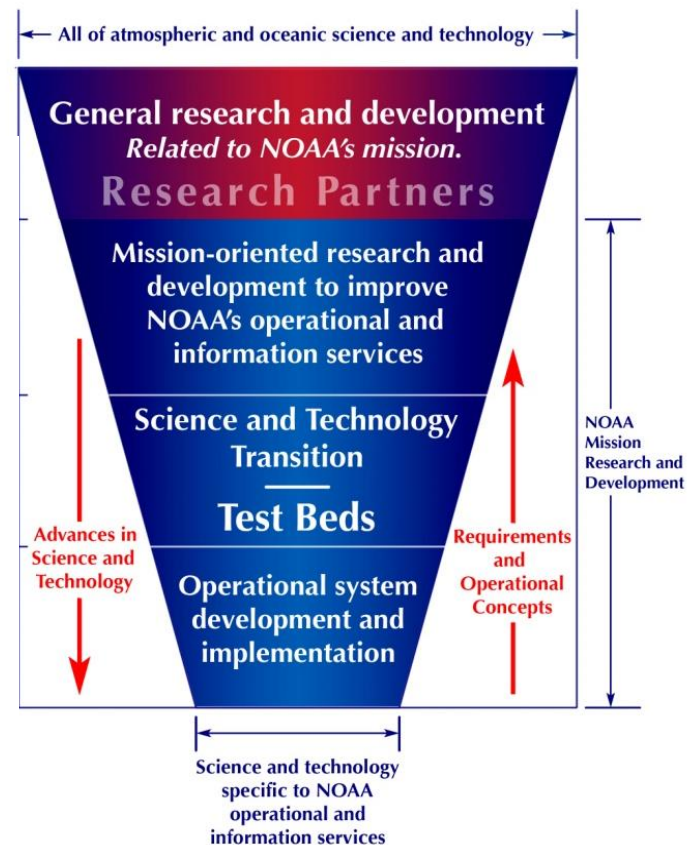 All of atmospheric and oceanic science and technology
General research and development
Related to NOAA's mission.
Research Partners
Mission-oriented research and
development to improve
NOAA's operational and
information services
Science and Technology
Transition
Test Beds
Operational system
development and
implementation
Advances in
Science and
Technology
Requirements
and
Operational
Concepts
NOAA
Mission
Research and
Development
Science and technology
specific to NOAA
operational and
information services